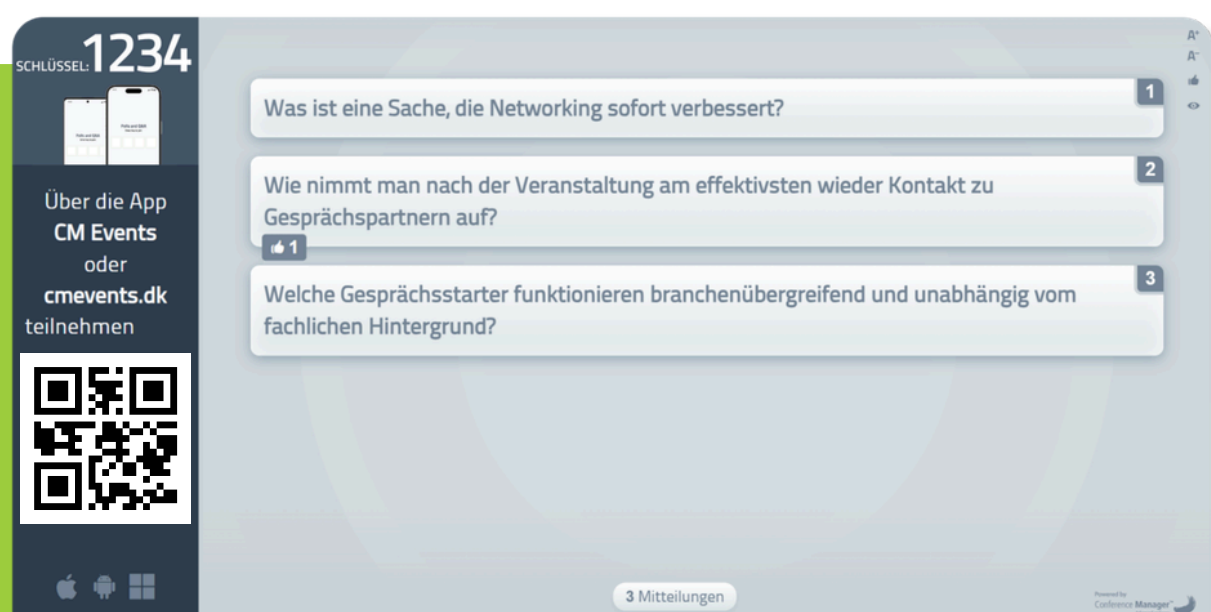 SCHLÜSSEL: 1234
Über die App
CM Events
oder
cmevents.dk
teilnehmen
Was ist eine Sache, die Networking sofort verbessert?
1
Wie nimmt man nach der Veranstaltung am effektivsten wieder Kontakt zu
Gesprächspartnern auf?
2
1
Welche Gesprächsstarter funktionieren branchenübergreifend und unabhängig vom
fachlichen Hintergrund?
3
A+
A-
3 Mitteilungen
Powered by
Conference Manager